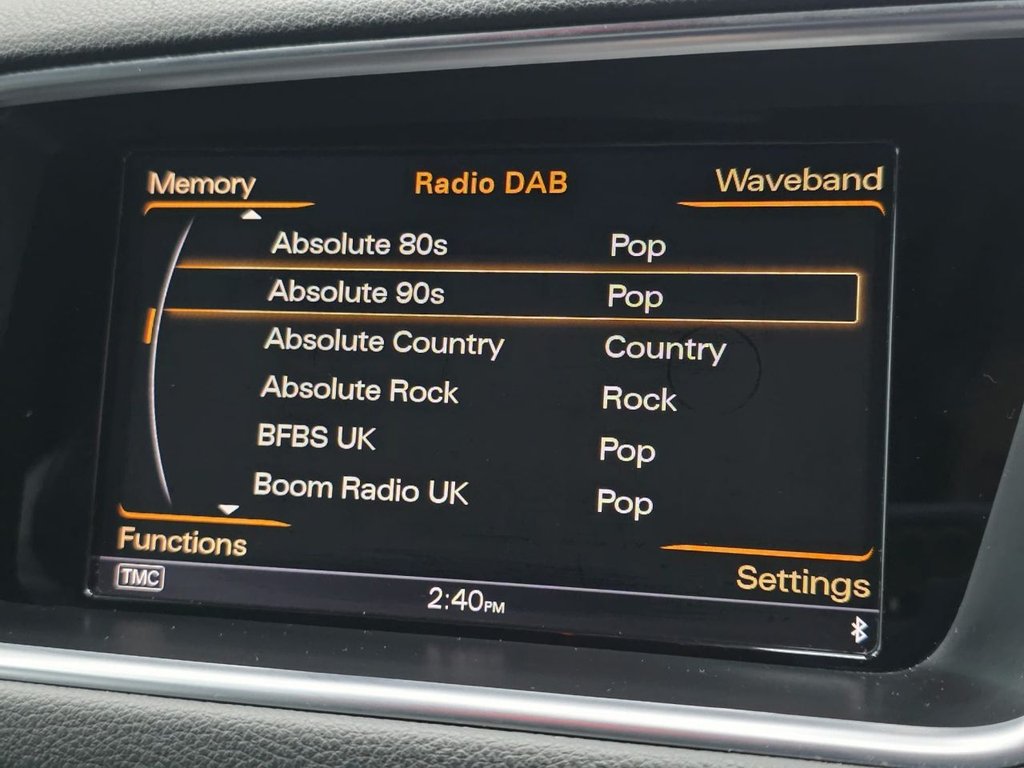 Memory Radio DAB Waveband
Absolute 80s Pop
Absolute 90s Pop
Absolute Country Country
Absolute Rock Rock
BFBS UK Pop
Boom Radio UK Pop
Functions Settings
TMC 2:40PM